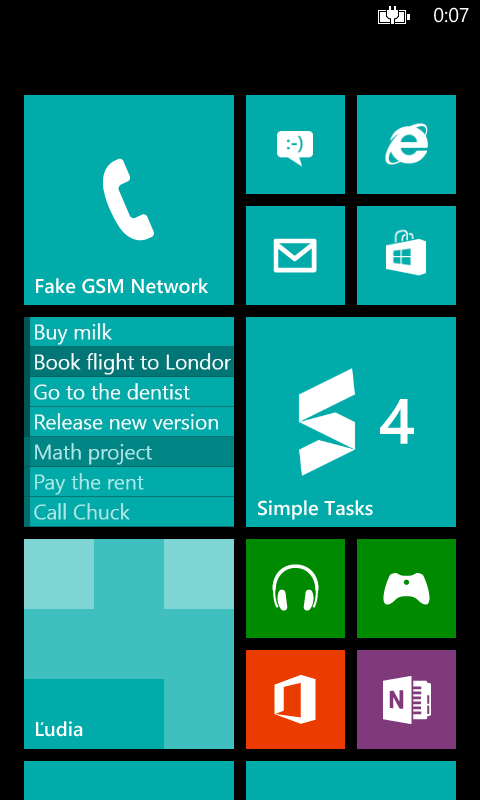 0:07
:-)
Fake GSM Network
Buy milk
Book flight to Londor
Go to the dentist
Release new version
Math project
Pay the rent
Call Chuck
4
Simple Tasks
Ľudia
N